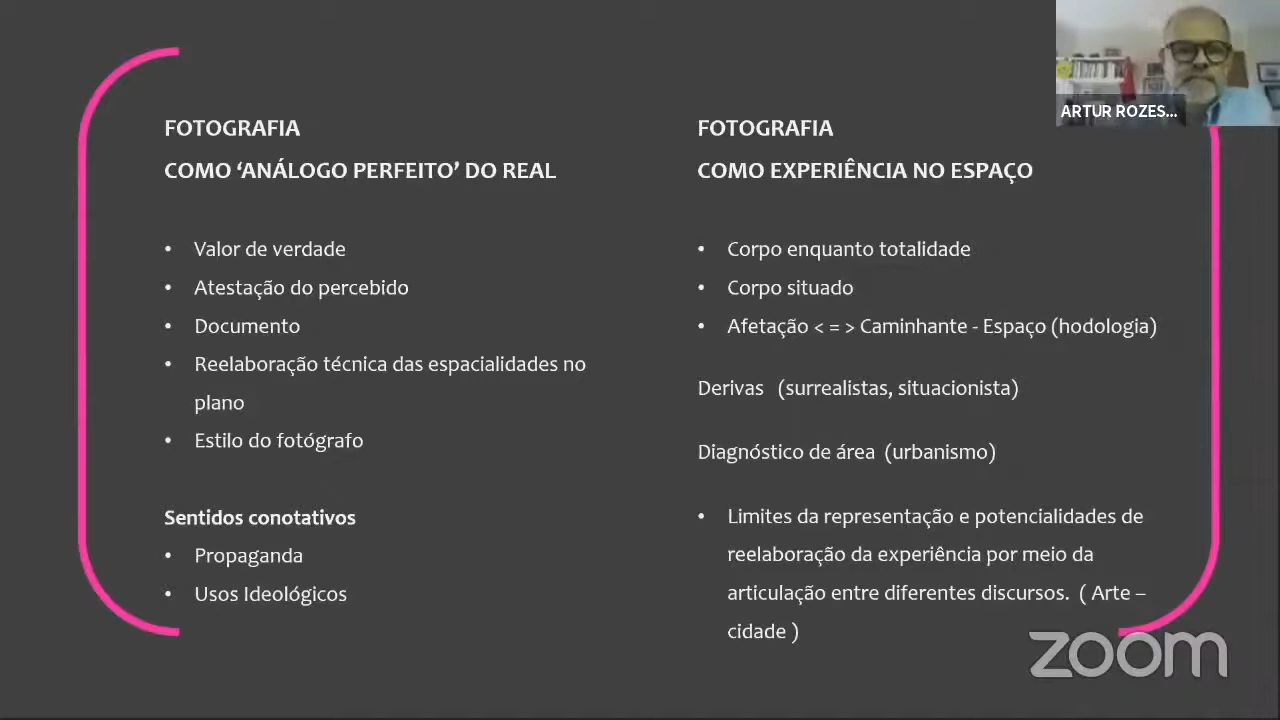 FOTOGRAFIA
COMO ‘ANÁLOGO PERFEITO’ DO REAL
• Valor de verdade
• Atestação do percebido
• Documento
• Reelaboração técnica das espacialidades no
plano
• Estilo do fotógrafo
Sentidos conotativos
• Propaganda
• Usos Ideológicos
FOTOGRAFIA
COMO EXPERIÊNCIA NO ESPAÇO
• Corpo enquanto totalidade
• Corpo situado
• Afetação < = > Caminhante - Espaço (hodologia)
Derivas (surrealistas, situacionista)
Diagnóstico de área (urbanismo)
• Limites da representação e potencialidades de
reelaboração da experiência por meio da
articulação entre diferentes discursos. ( Arte –
cidade )
ARTUR ROZES...
zoom